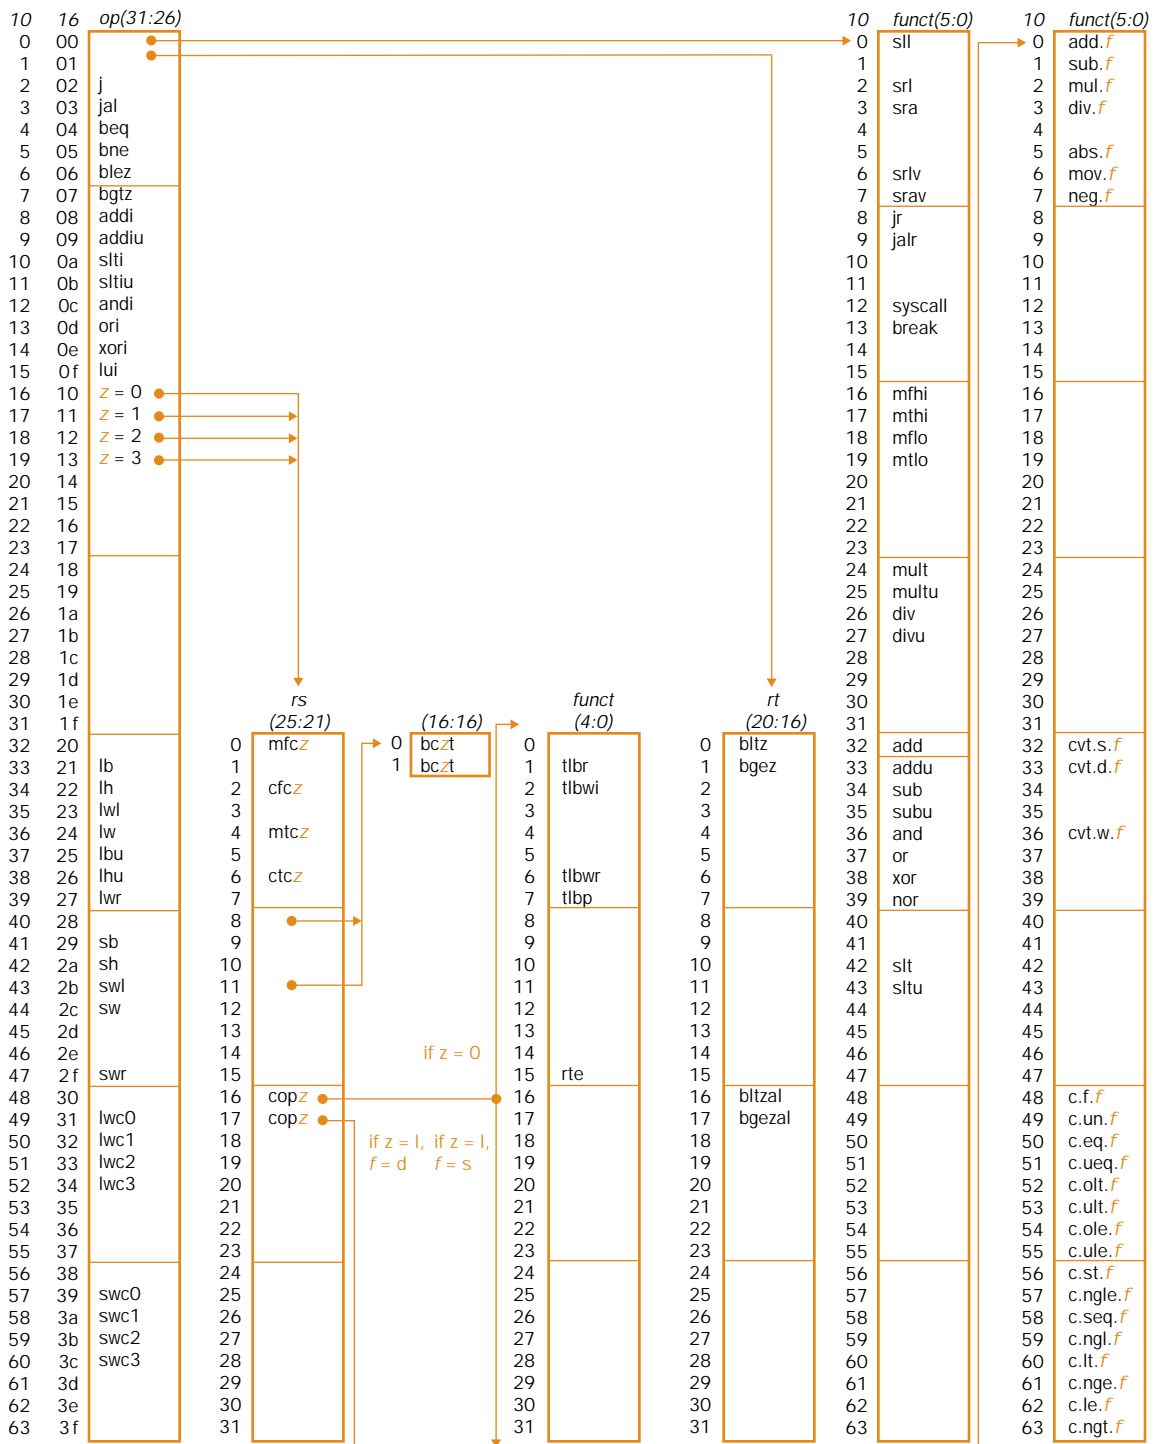 10 16 op(31:26) 10 funct(5:0) 10 funct(5:0)
0 00 0 sll 0 add.f
1 01 1 1 sub.f
2 02 j 2 srl 2 mul.f
3 03 jal 3 sra 3 div.f
4 04 beq 4 4
5 05 bne 5 5 abs.f
6 06 blez 6 srlv 6 mov.f
7 07 bgtz 7 srav 7 neg.f
8 08 addi 8 jr 8
9 09 addiu 9 jalr 9
10 0a slti 10 10
11 0b sltiu 11 11
12 0c andi 12 syscall 12
13 0d ori 13 break 13
14 0e xori 14 14
15 0f lui 15 15
16 10 z = 0 16 mfhi 16
17 11 z = 1 17 mthi 17
18 12 z = 2 18 mflo 18
19 13 z = 3 19 mtlo 19
20 14 20 20
21 15 21 21
22 16 22 22
23 17 23 23
24 18 24 mult 24
25 19 25 multu 25
26 1a 26 div 26
27 1b 27 divu 27
28 1c 28 28
29 1d 29 29
30 1e rs funct rt 30 30
31 1f (25:21) (16:16) (4:0) (20:16) 31 31
32 20 0 mfcz 0 bczt 0 0 bltz 32 add 32 cvt.s.f
33 21 lb 1 1 bczt 1 tlbr 1 bgez 33 addu 33 cvt.d.f
34 22 lh 2 cfcz 2 tlbwi 2 34 sub 34
35 23 lwl 3 3 3 35 subu 35
36 24 lw 4 mtcz 4 4 36 and 36 cvt.w.f
37 25 lbu 5 5 5 37 or 37
38 26 lhu 6 ctcz 6 tlbwr 6 38 xor 38
39 27 lwr 7 7 tlbp 7 39 nor 39
40 28 8 8 8 40 40
41 29 sb 9 9 9 41 41
42 2a sh 10 10 10 42 slt 42
43 2b swl 11 11 11 43 sltu 43
44 2c sw 12 12 12 44 44
45 2d 13 13 13 45 45
46 2e 14 if z = 0 14 14 46 46
47 2f swr 15 15 rte 15 47 47
48 30 16 copz 16 16 bltzal 48 48 c.f.f
49 31 lwc0 17 copz 17 17 bgezal 49 49 c.un.f
50 32 lwc1 18 if z = l, if z = l, 18 18 50 50 c.eq.f
51 33 lwc2 19 f = d f = s 19 19 51 51 c.ueq.f
52 34 lwc3 20 20 20 52 52 c.olt.f
53 35 21 21 21 53 53 c.ult.f
54 36 22 22 22 54 54 c.ole.f
55 37 23 23 23 55 55 c.ule.f
56 38 24 24 24 56 56 c.st.f
57 39 swc0 25 25 25 57 57 c.ngle.f
58 3a swc1 26 26 26 58 58 c.seq.f
59 3b swc2 27 27 27 59 59 c.ngl.f
60 3c swc3 28 28 28 60 60 c.lt.f
61 3d 29 29 29 61 61 c.nge.f
62 3e 30 30 30 62 62 c.le.f
63 3f 31 31 31 63 63 c.ngt.f